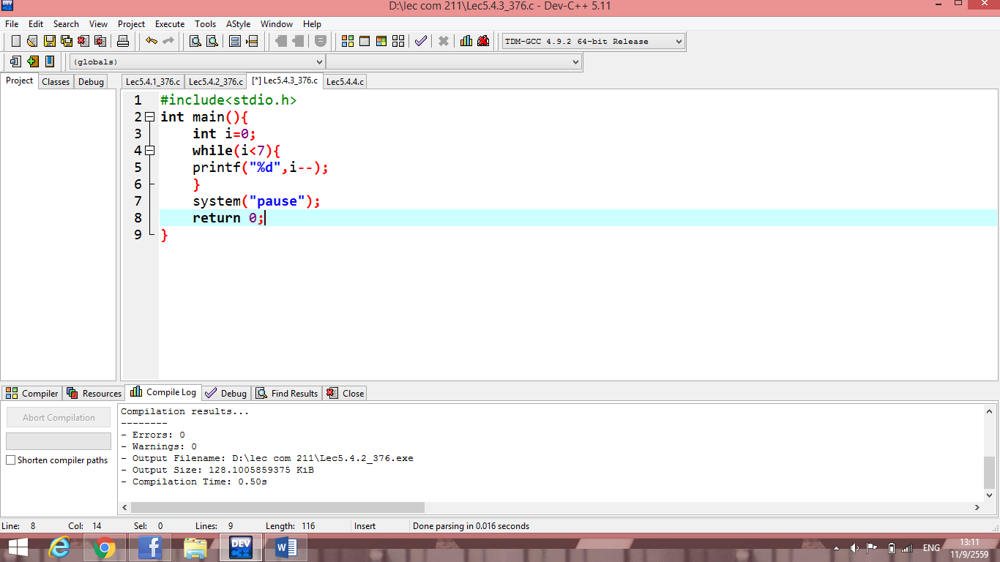 D:\lec com 211\Lec5.4.3_376.c - Dev-C++ 5.11
File Edit Search View Project Execute Tools AStyle Window Help
TDM-GCC 4.9.2 64-bit Release
(globals)
Project Classes Debug
Lec5.4.1_376.c Lec5.4.2_376.c [*] Lec5.4.3_376.c Lec5.4.4.c
1 #include<stdio.h>
2 int main(){
3 int i=0;
4 while(i<7){
5 printf("%d",i--);
6 }
7 system("pause");
8 return 0;
9 }
Compiler Resources Compile Log Debug Find Results Close
Abort Compilation
Shorten compiler paths
Compilation results...
--------
- Errors: 0
- Warnings: 0
- Output Filename: D:\lec com 211\Lec5.4.2_376.exe
- Output Size: 128.1005859375 KiB
- Compilation Time: 0.50s
Line: 8 Col: 14 Sel: 0 Lines: 9 Length: 116 Insert Done parsing in 0.016 seconds
DEV C++
ENG
13:11
11/9/2559